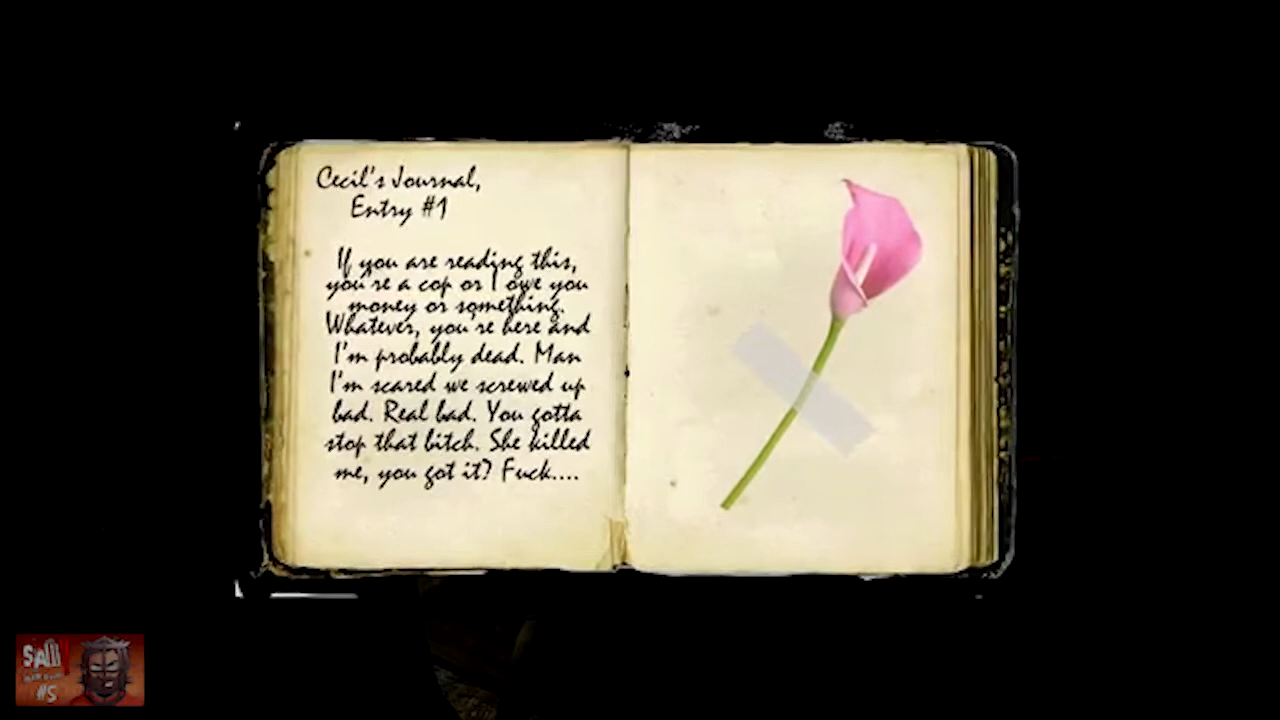 Cecil's Journal,
Entry #1
If you are reading this,
you're a cop or I owe you
money or something.
Whatever, you're here and
I'm probably dead. Man
I'm scared we screwed up
bad. Real bad. You gotta
stop that bitch. She killed
me, you got it? Fuck....
SAW
#5